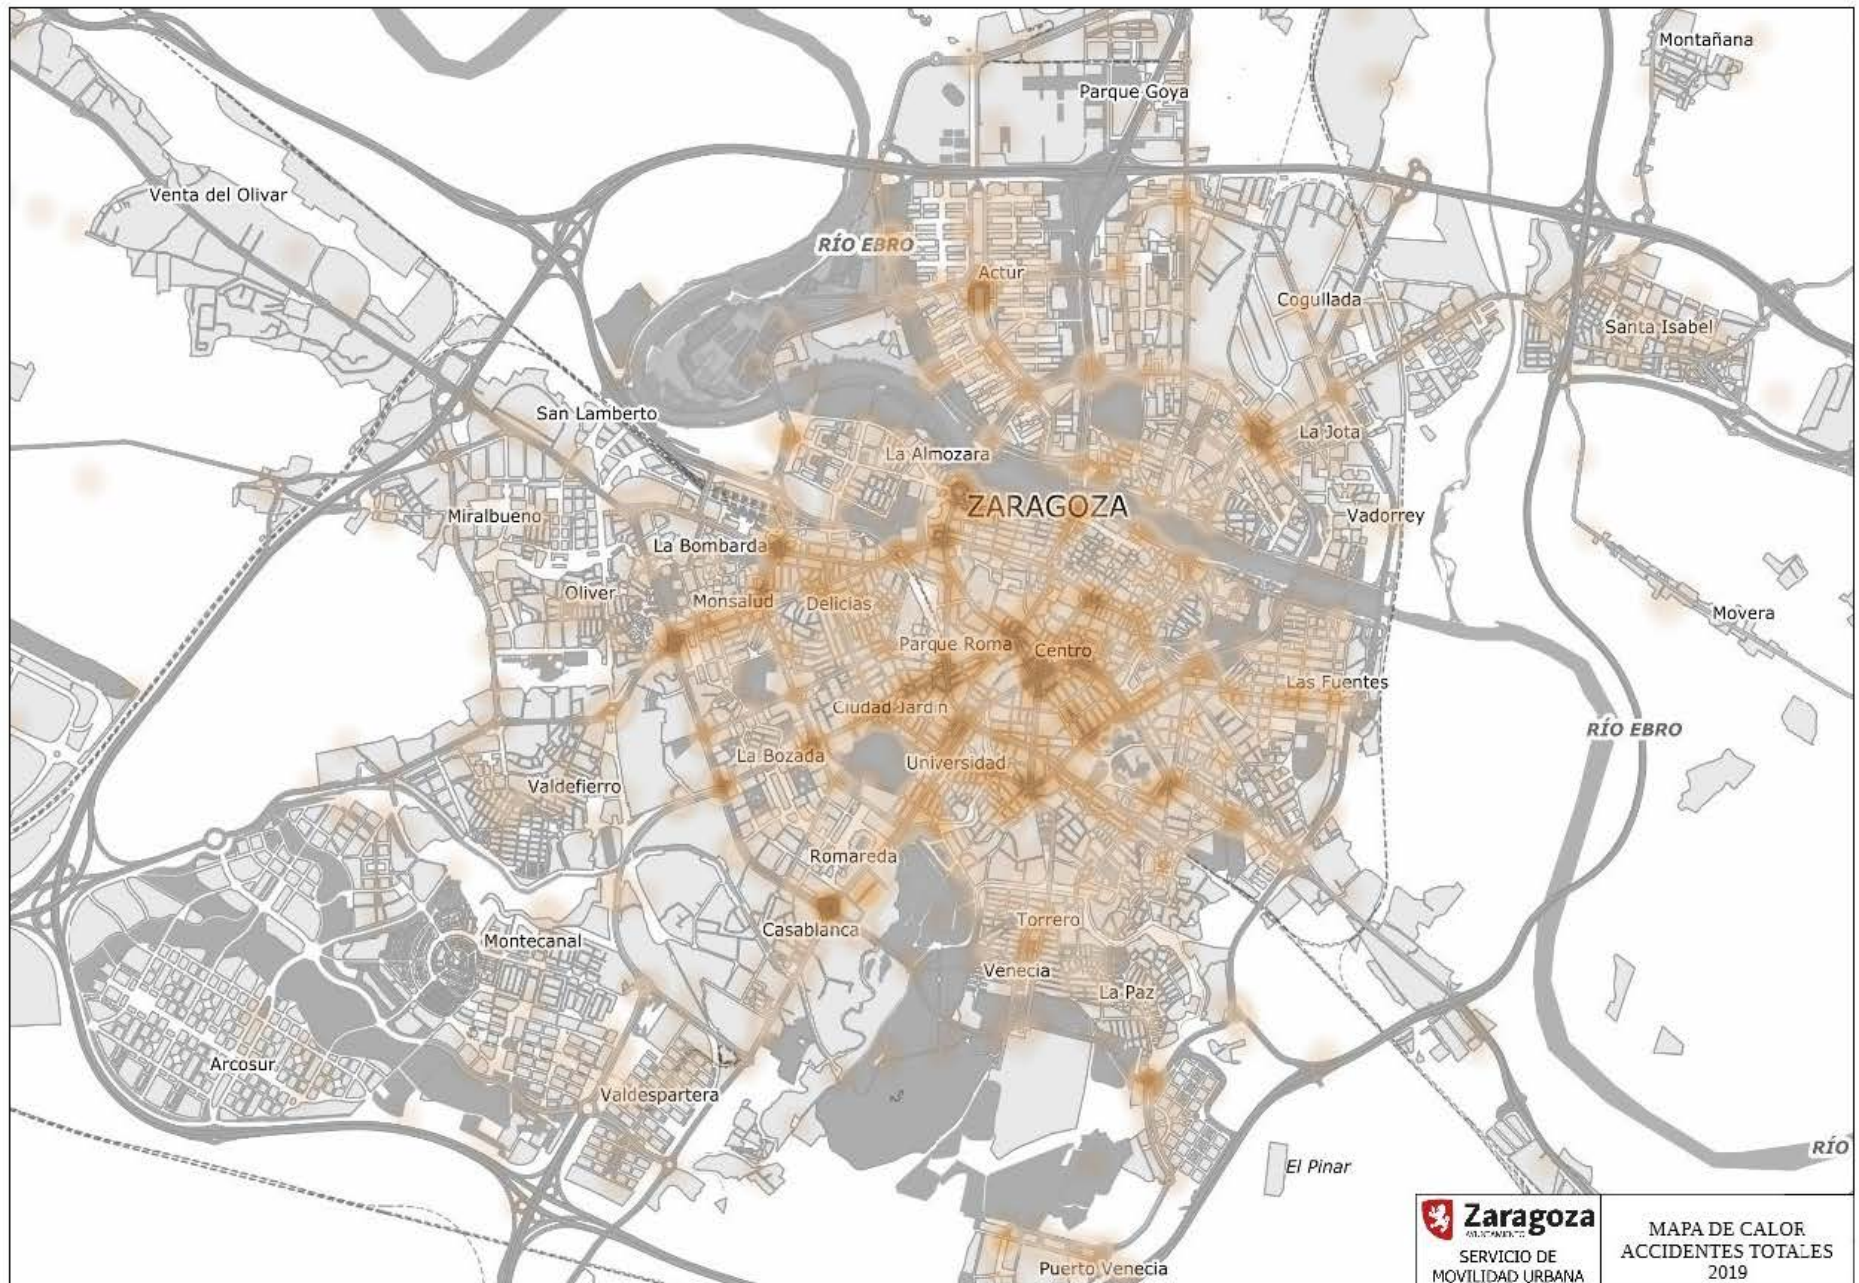 Montañana
Parque Goya
Venta del Olivar
RÍO EBRO
Actur
Cogullada
Santa Isabel
San Lamberto
La Jota
La Almozara
ZARAGOZA
Miralbueno
Vadorrey
La Bombarda
Oliver
Monsalud
Delicias
Movera
Parque Roma
Centro
Las Fuentes
Ciudad Jardín
RÍO EBRO
La Bozada
Universidad
Valdefierro
Romareda
Torrero
Casablanca
Montecanal
Venecia
La Paz
Arcosur
Valdespartera
RÍO
El Pinar
Puerto Venecia
Zaragoza
AYUNTAMIENTO
SERVICIO DE
MOVILIDAD URBANA
MAPA DE CALOR
ACCIDENTES TOTALES
2019